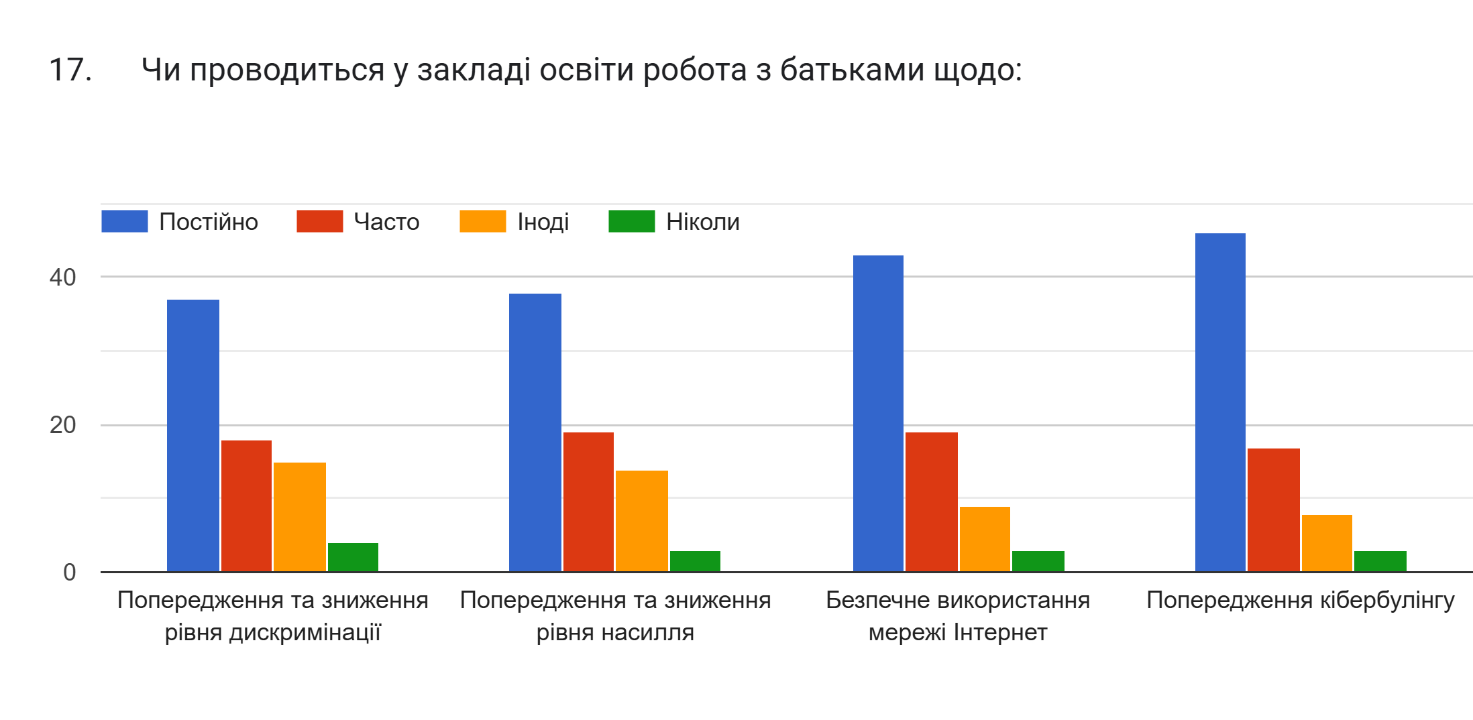 17. Чи проводиться у закладі освіти робота з батьками щодо:
Постійно Часто Іноді Ніколи
40
20
0
Попередження та зниження рівня дискримінації
Попередження та зниження рівня насилля
Безпечне використання мережі Інтернет
Попередження кібербулінгу